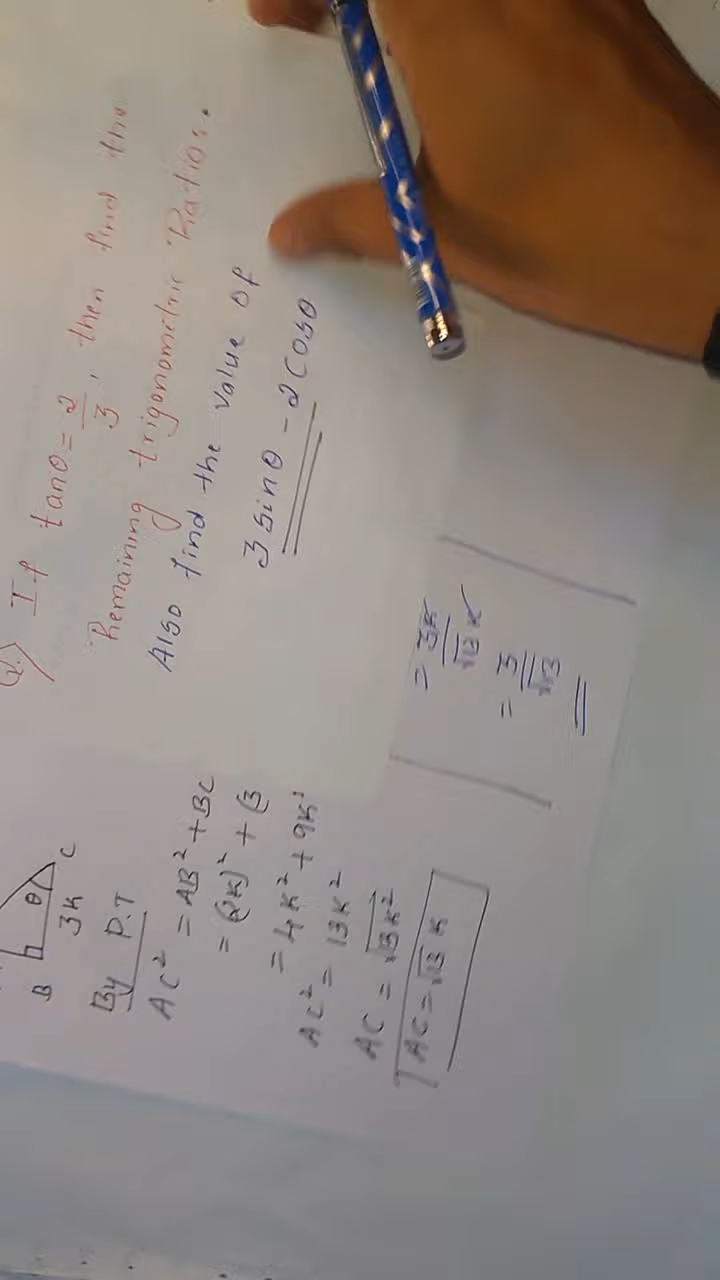 Q.) If tanθ = 2/3, then find the
Remaining trigonometric Ratios.
Also find the value of
3 sinθ - 2 cosθ
B
θ
C
3K
By P.T
AC² = AB² + BC
= (2K)² + (3
= 4K² + 9K²
AC² = 13K²
AC = √13K²
AC = √13 K
= 3K/√13 K
= 3/√13